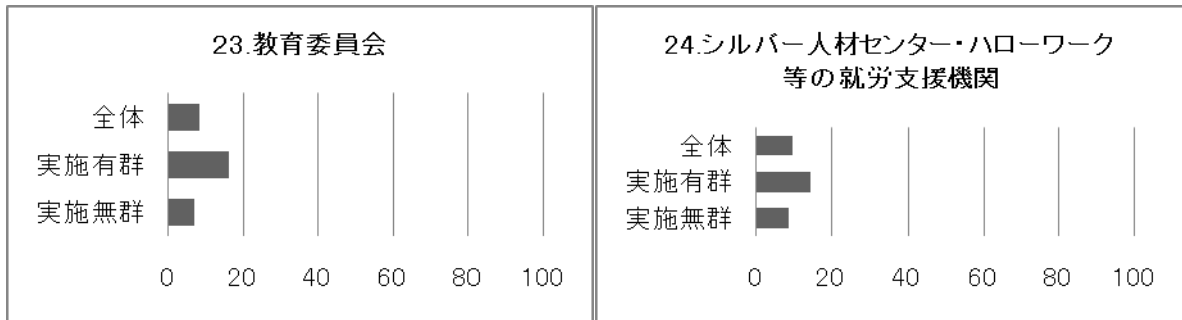 23.教育委員会
全体
実施有群
実施無群
0 20 40 60 80 100
24.シルバー人材センター・ハローワーク
等の就労支援機関
全体
実施有群
実施無群
0 20 40 60 80 100